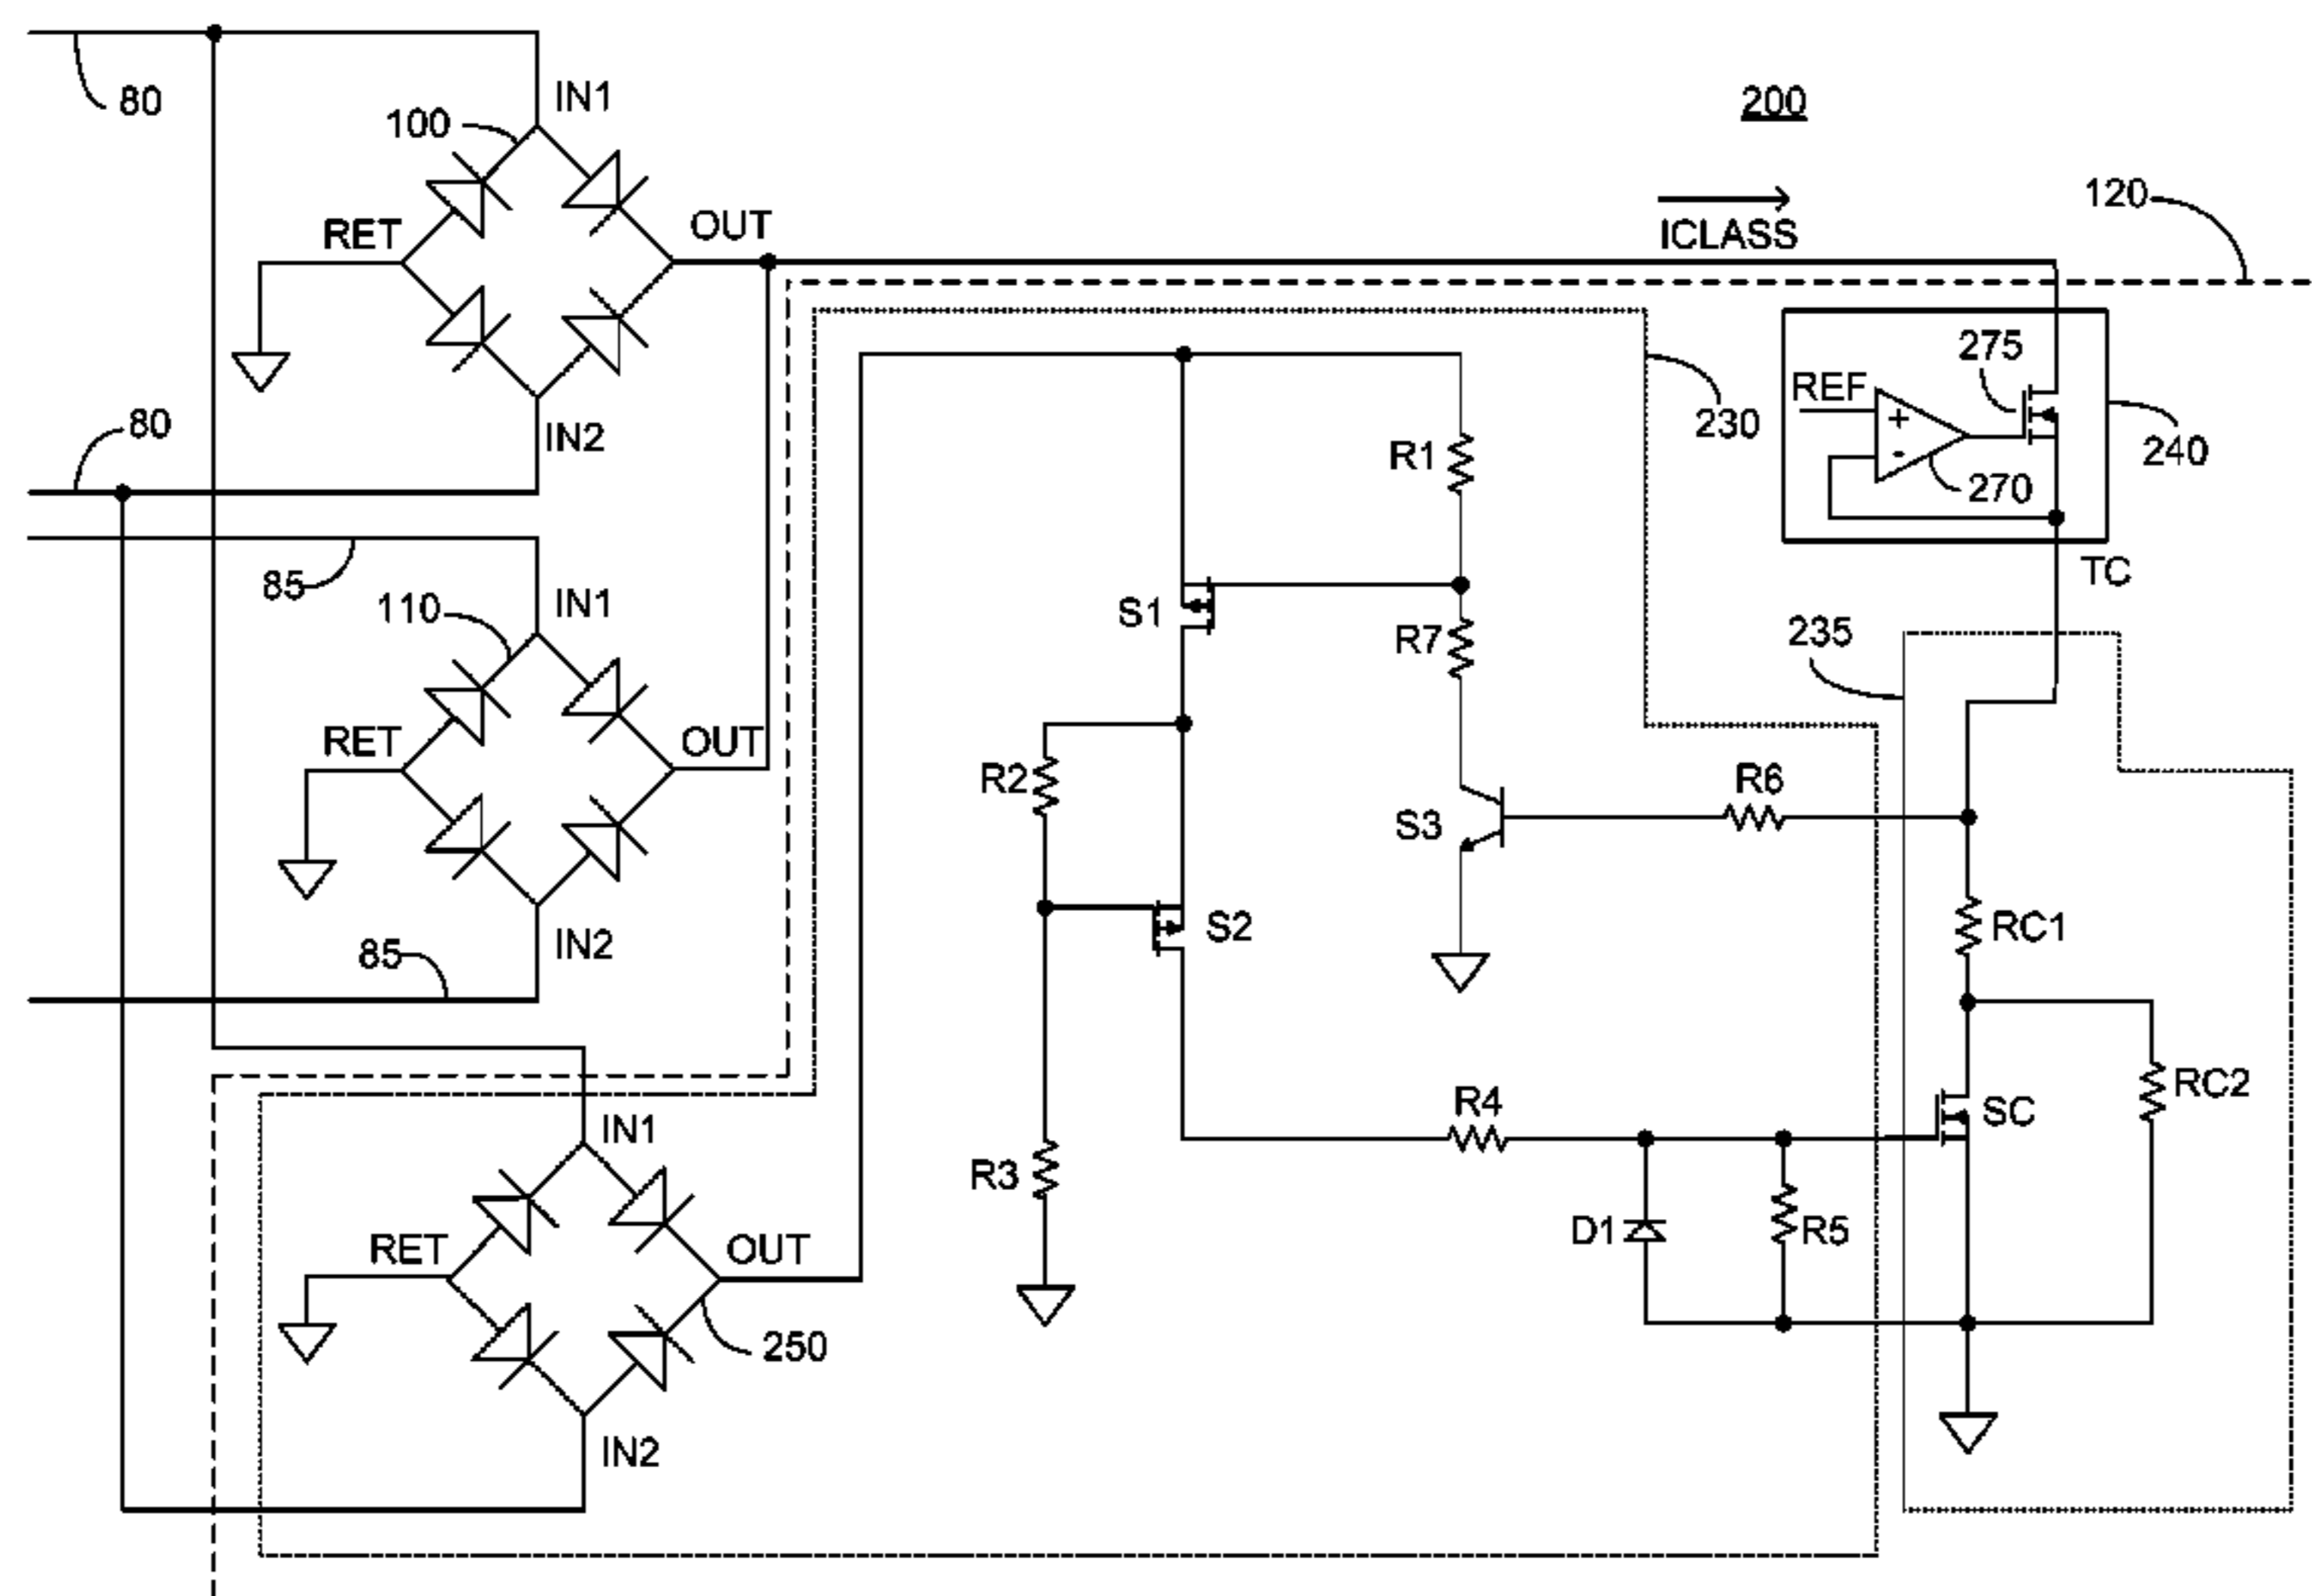 80
IN1
100
200
120
RET
OUT
ICLASS
275
REF
+
-
230
80
IN2
R1
240
270
85
IN1
110
S1
TC
R7
235
RET
OUT
R2
R6
S3
S2
85
IN2
RC1
IN1
R4
SC
RC2
R3
D1
R5
RET
OUT
250
IN2